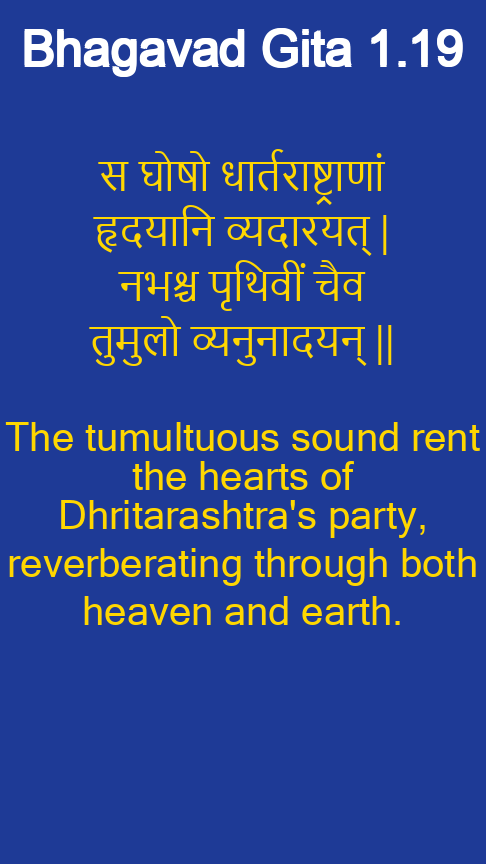 Bhagavad Gita 1.19
स घोषो धार्तराष्ट्राणां
हृदयानि व्यदारयत् |
नभश्च पृथिवीं चैव
तुमुलो व्यनुनादयन् ||
The tumultuous sound rent
the hearts of
Dhritarashtra's party,
reverberating through both
heaven and earth.